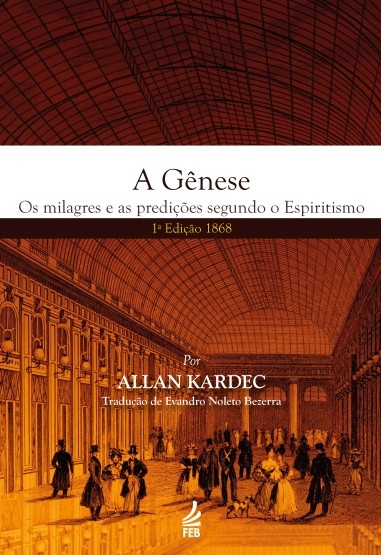 A Gênese
Os milagres e as predições segundo o Espiritismo
1ª Edição 1868
Por
ALLAN KARDEC
Tradução de Evandro Noleto Bezerra
FEB